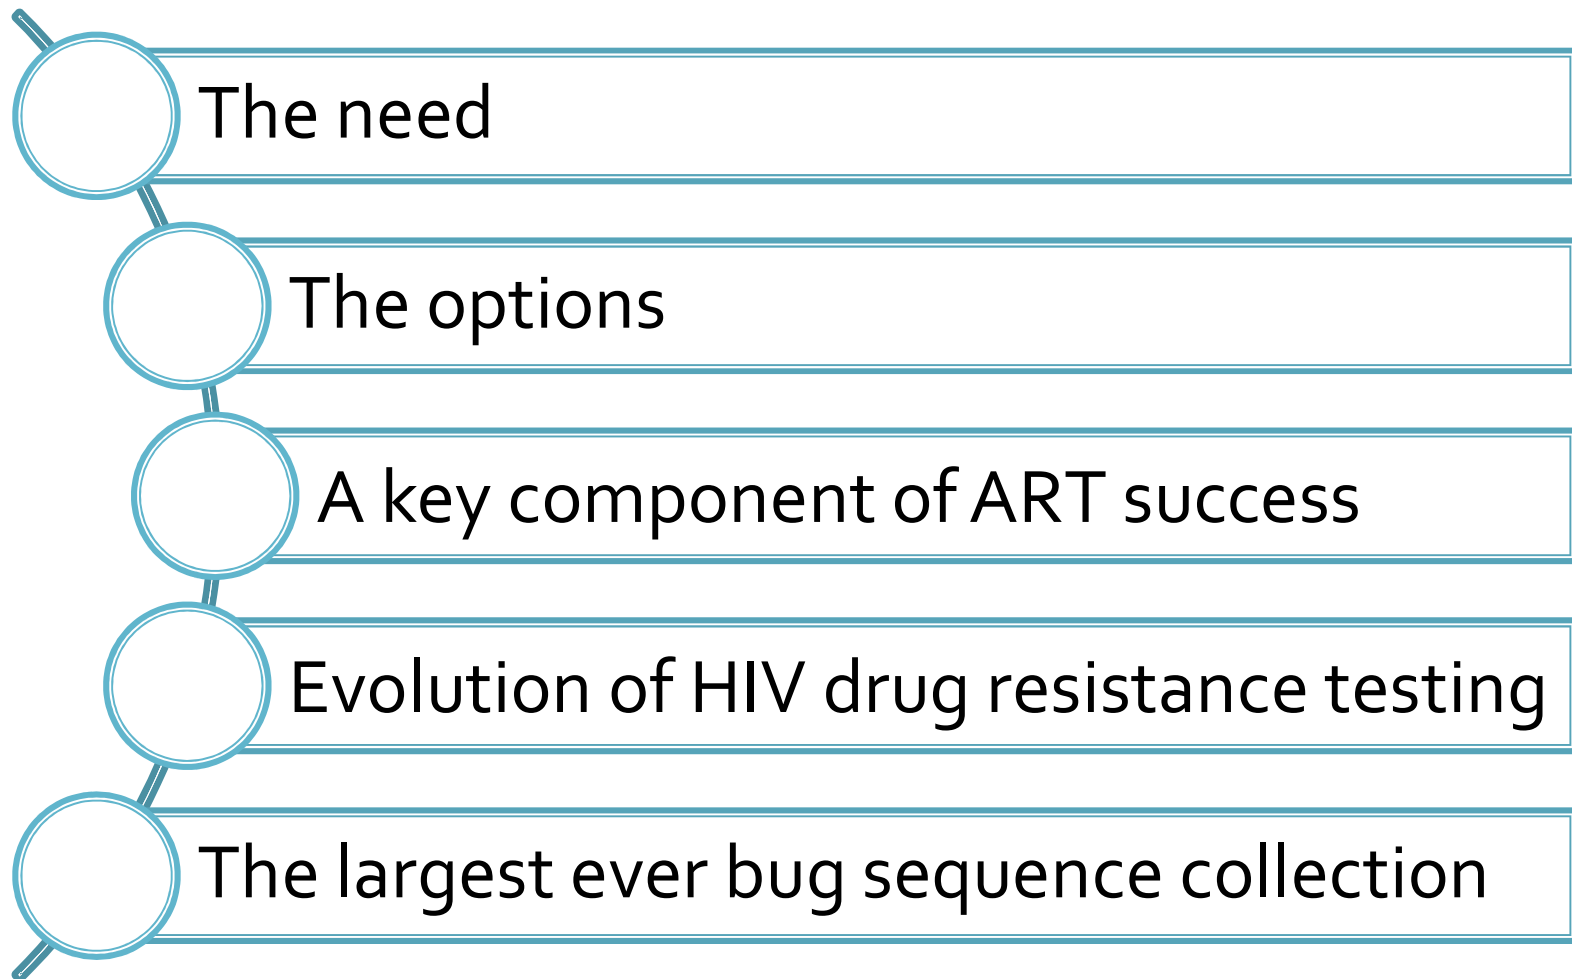 The need
The options
A key component of ART success
Evolution of HIV drug resistance testing
The largest ever bug sequence collection